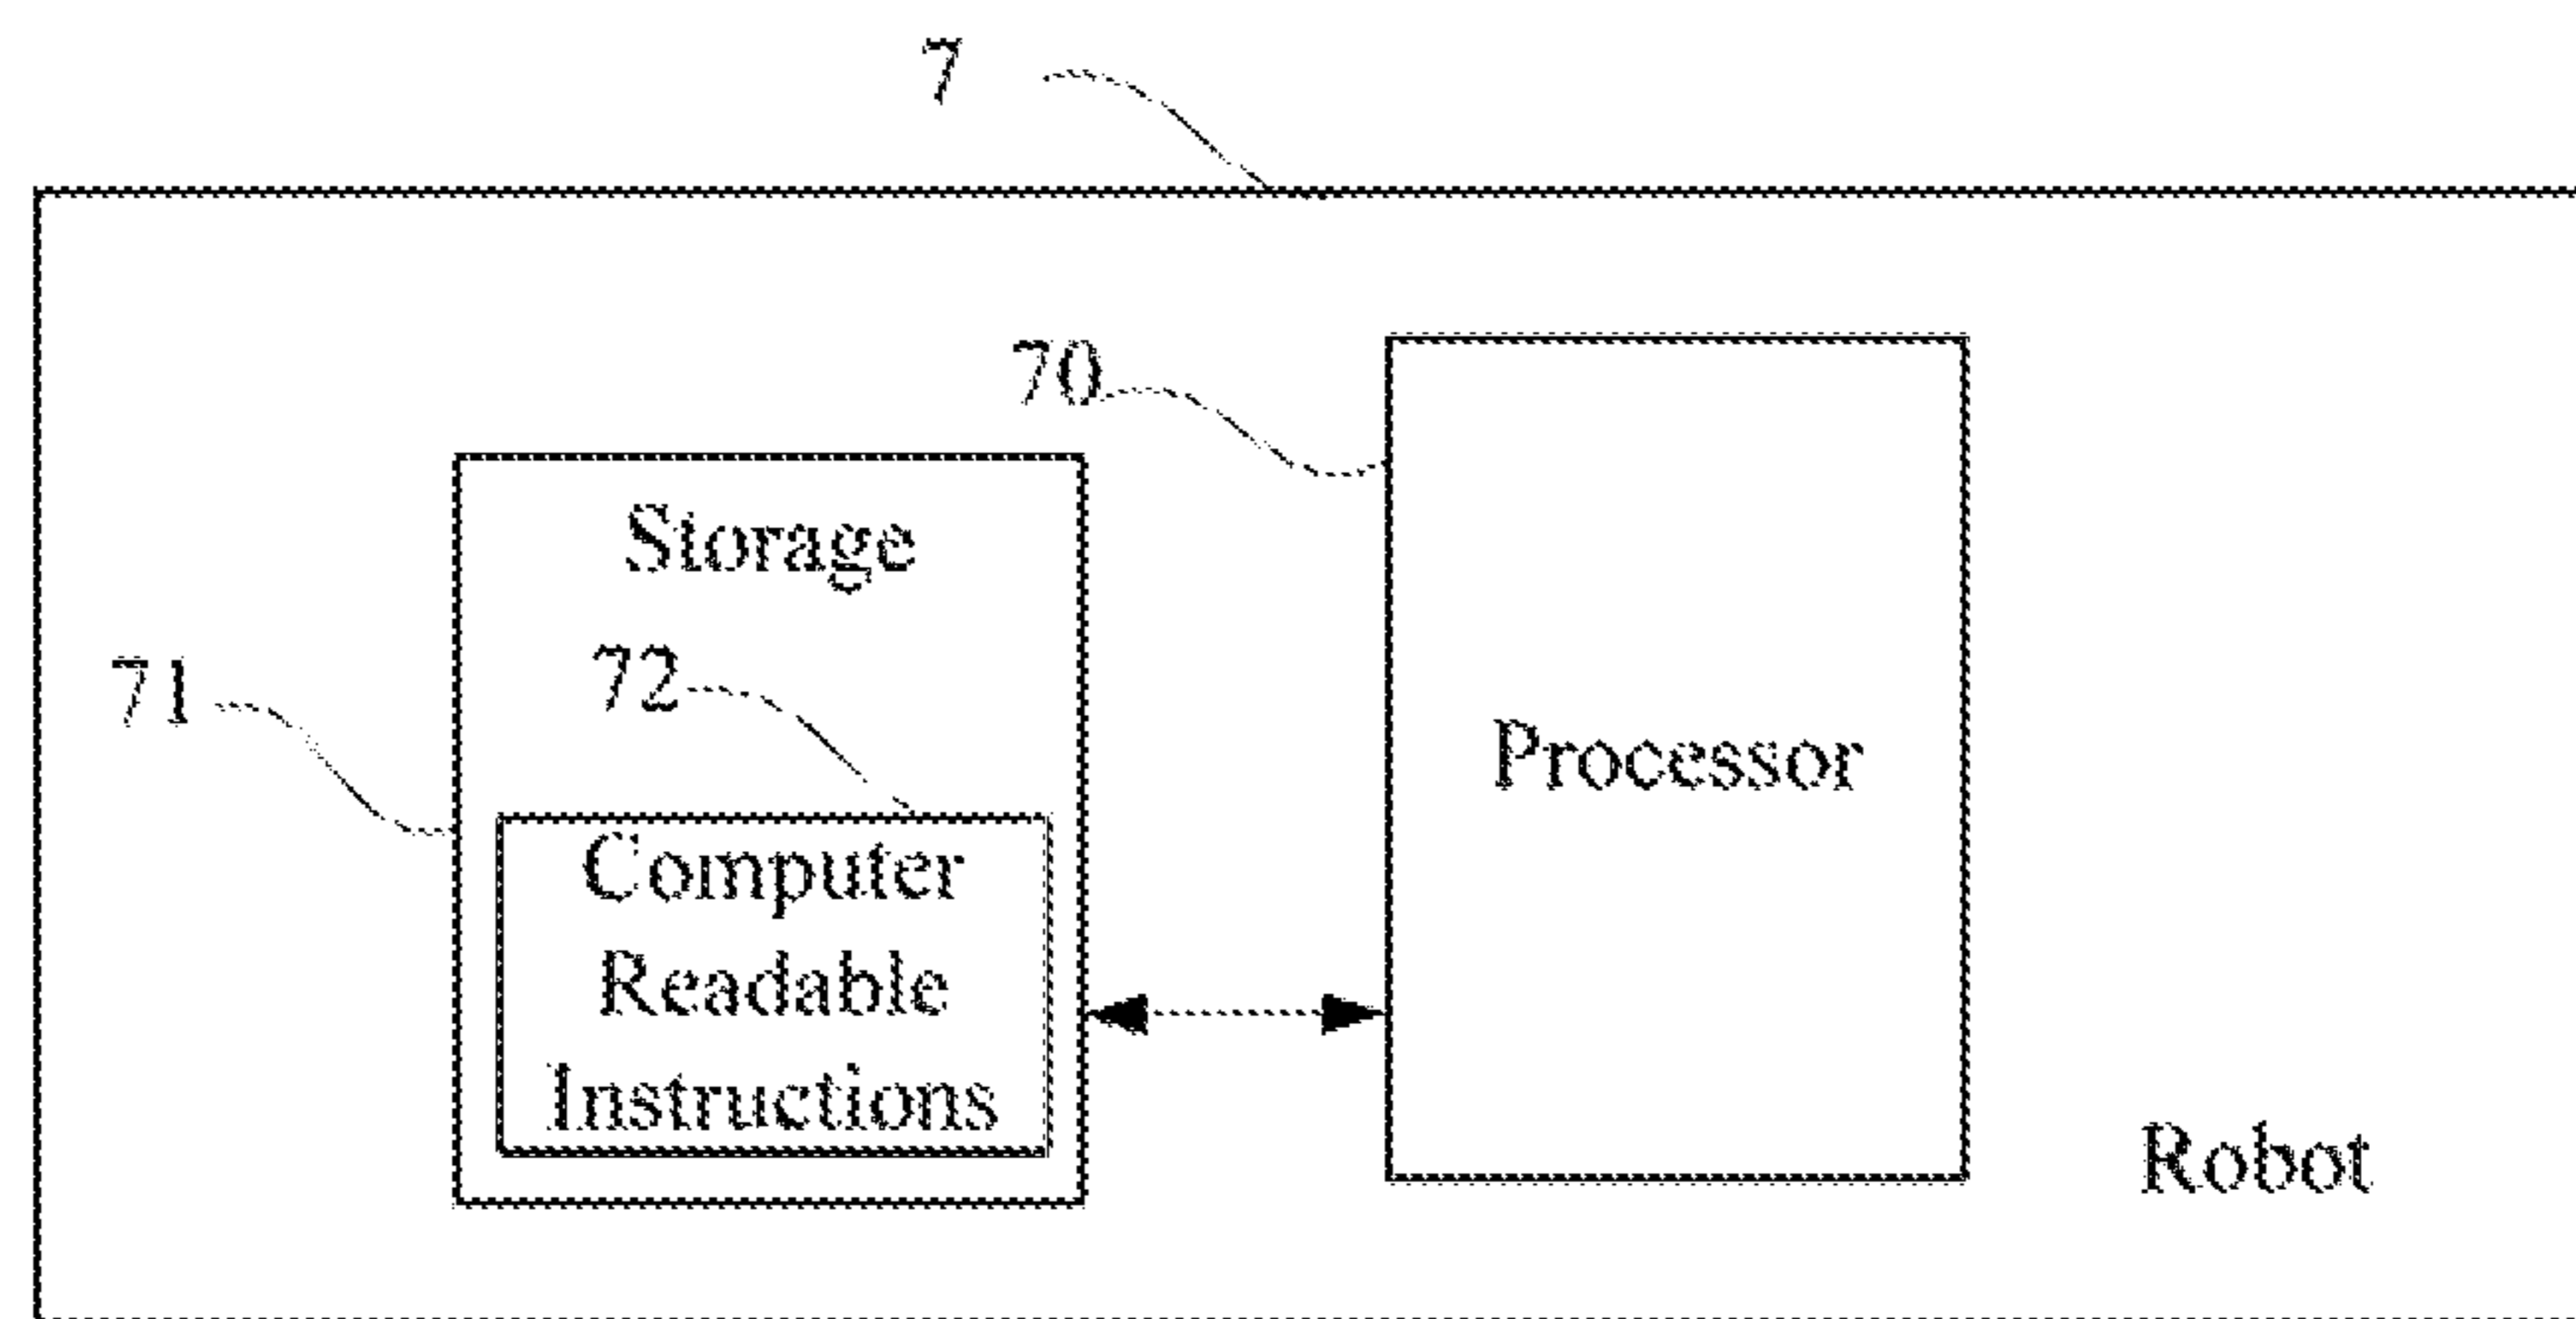 7
70
Storage
71
72
Processor
Computer
Readable
Instructions
Robot